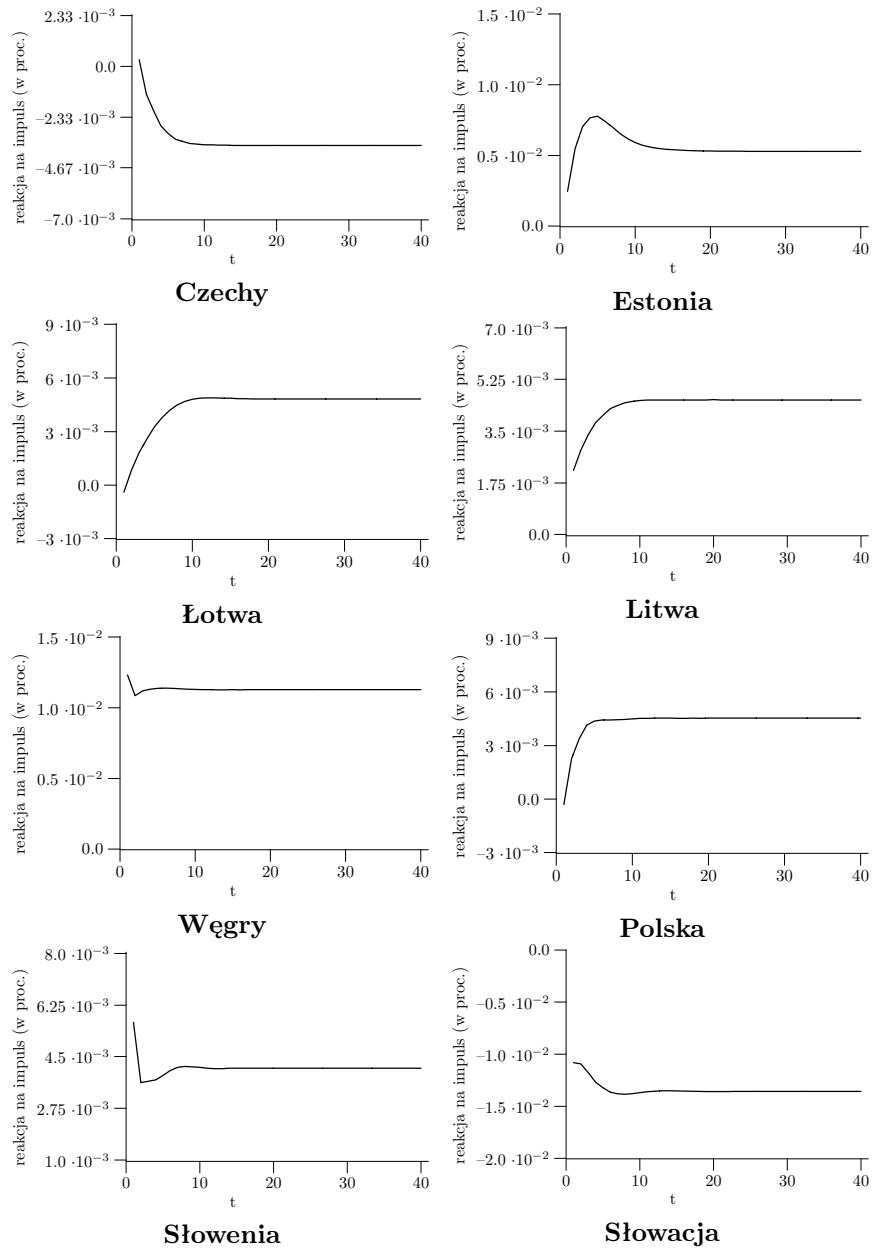 reakcja na impuls (w proc.)
2.33 ·10−3
0.0
−2.33 ·10−3
−4.67 ·10−3
−7.0 ·10−3
0 10 20 30 40
t
Czechy
reakcja na impuls (w proc.)
1.5 ·10−2
1.0 ·10−2
0.5 ·10−2
0.0
0 10 20 30 40
t
Estonia
reakcja na impuls (w proc.)
9 ·10−3
6 ·10−3
3 ·10−3
0.0
−3 ·10−3
0 10 20 30 40
t
Łotwa
reakcja na impuls (w proc.)
7.0 ·10−3
5.25 ·10−3
3.5 ·10−3
1.75 ·10−3
0.0
0 10 20 30 40
t
Litwa
reakcja na impuls (w proc.)
1.5 ·10−2
1.0 ·10−2
0.5 ·10−2
0.0
0 10 20 30 40
t
Węgry
reakcja na impuls (w proc.)
9 ·10−3
6 ·10−3
3 ·10−3
0.0
−3 ·10−3
0 10 20 30 40
t
Polska
reakcja na impuls (w proc.)
8.0 ·10−3
6.25 ·10−3
4.5 ·10−3
2.75 ·10−3
1.0 ·10−3
0 10 20 30 40
t
Słowenia
reakcja na impuls (w proc.)
0.0
−0.5 ·10−2
−1.0 ·10−2
−1.5 ·10−2
−2.0 ·10−2
0 10 20 30 40
t
Słowacja